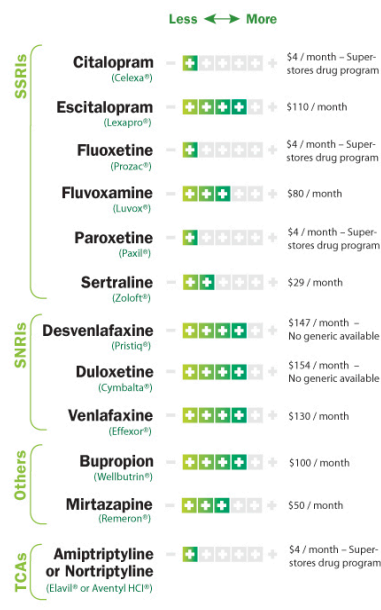 Less More
SSRIs
Citalopram
(Celexa®)
$4 / month – Super-
stores drug program
Escitalopram
(Lexapro®)
$110 / month
Fluoxetine
(Prozac®)
$4 / month – Super-
stores drug program
Fluvoxamine
(Luvox®)
$80 / month
Paroxetine
(Paxil®)
$4 / month – Super-
stores drug program
Sertraline
(Zoloft®)
$29 / month
SNRIs
Desvenlafaxine
(Pristiq®)
$147 / month –
No generic available
Duloxetine
(Cymbalta®)
$154 / month –
No generic available
Venlafaxine
(Effexor®)
$130 / month
Others
Bupropion
(Wellbutrin®)
$100 / month
Mirtazapine
(Remeron®)
$50 / month
TCAs
Amiptriptyline
or Nortriptyline
(Elavil® or Aventyl HCl®)
$4 / month – Super-
stores drug program